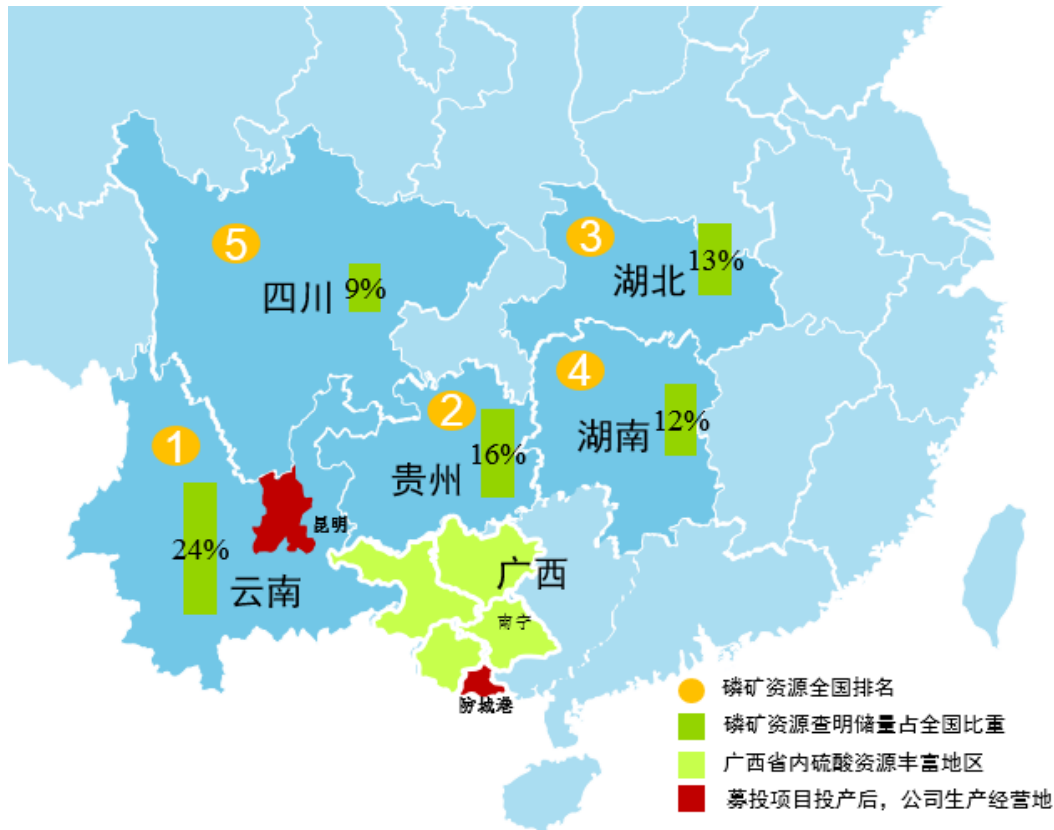 5
四川
9%
3
湖北
13%
1
24%
云南
昆明
2
贵州
16%
4
湖南
12%
广西
南宁
防城港
磷矿资源全国排名
磷矿资源查明储量占全国比重
广西省内硫酸资源丰富地区
募投项目投产后，公司生产经营地